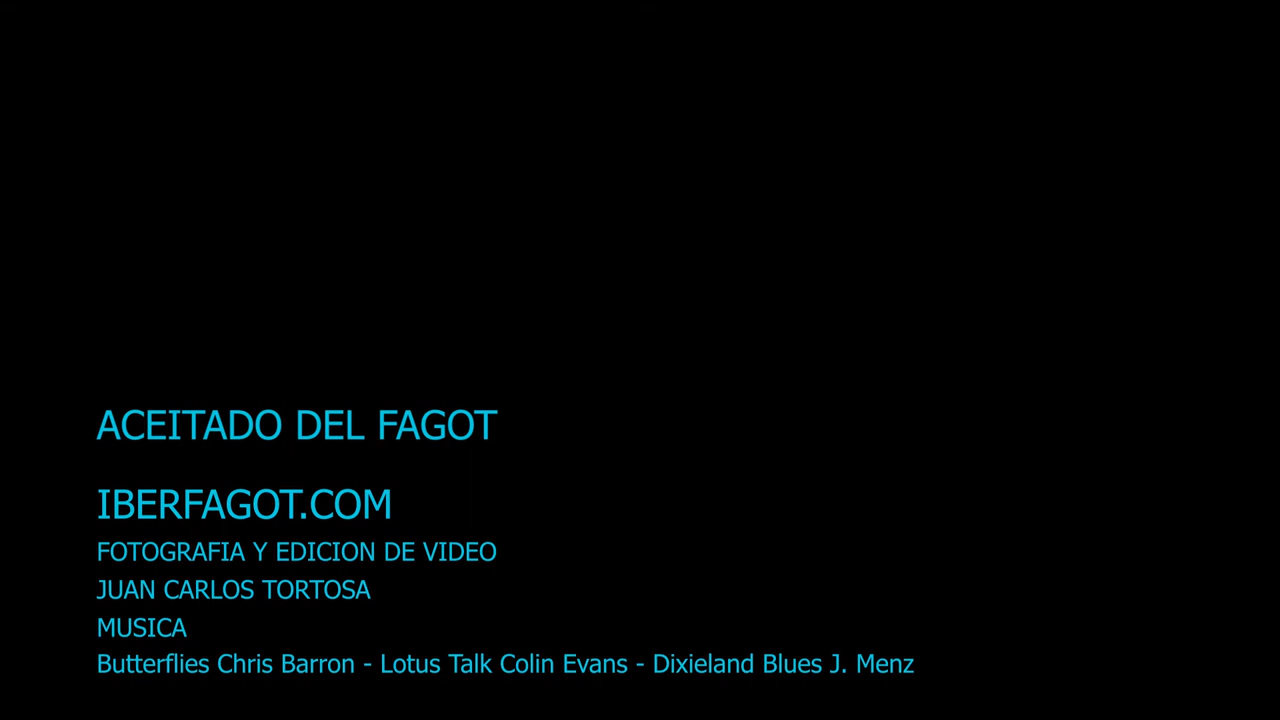 ACEITADO DEL FAGOT
IBERFAGOT.COM
FOTOGRAFIA Y EDICION DE VIDEO
JUAN CARLOS TORTOSA
MUSICA
Butterflies Chris Barron - Lotus Talk Colin Evans - Dixieland Blues J. Menz